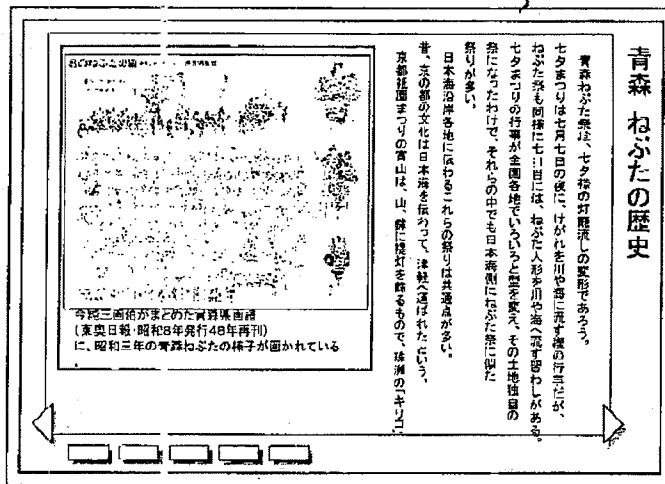 青森 ねぶたの歴史
青森ねぶた祭は、七夕様の灯籠流しの変形であろう。
七夕まつりは七月七日の夜に、けがれを川や海に流す禊の行事だが、
ねぶた祭も同様に七日目には、ねぶた人形を川や海へ流す習わしがある。
七夕まつりの行事が全国各地でいろいろと型を変え、その土地独自の
祭になったわけで、それらの中でも日本海側にねぶた祭に似た
祭りが多い。
日本海沿岸各地に伝わるこれらの祭りは共通点が多い。
昔、京の都の文化は日本海を伝わって、津軽へ運ばれたという。
京都祇園まつりの宵山は、山、鉾に提灯を飾るもので、珠洲の「キリコ」
今純三画伯がまとめた青森県画譜
(東奥日報・昭和8年発行48年再刊)
に、昭和三年の青森ねぶたの様子が画かれている